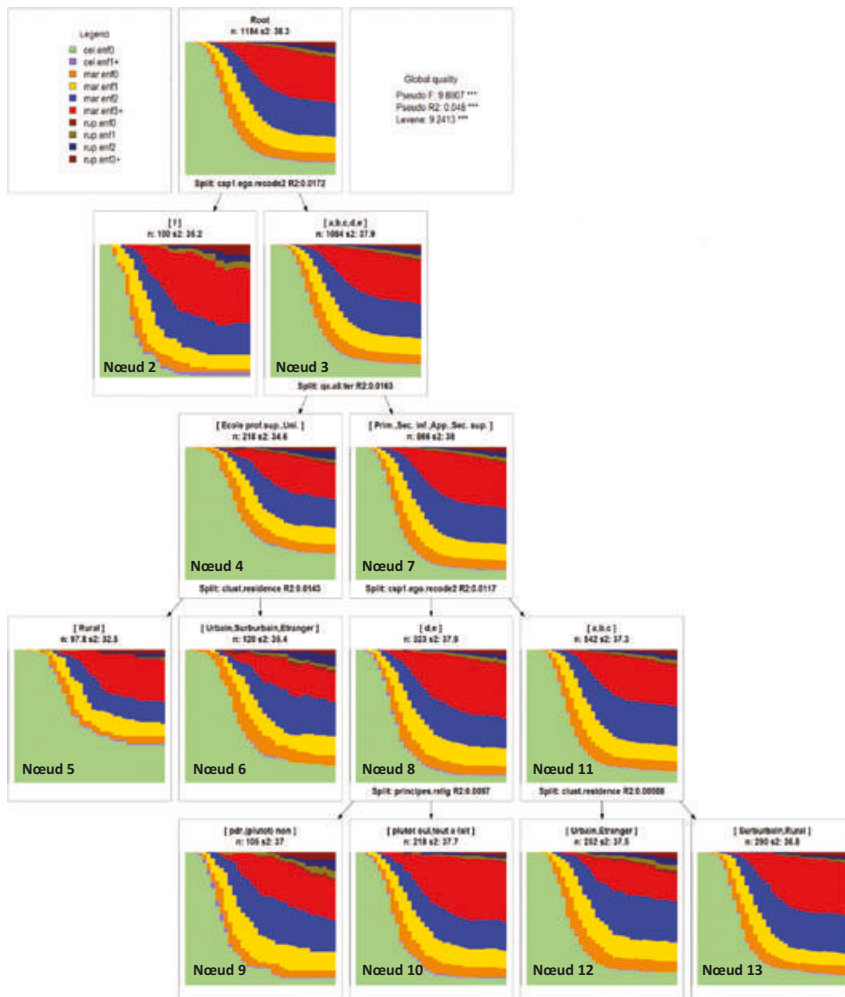 Legend
cel.enf0
cel.enf1+
mar.enf0
mar.enf1
mar.enf2
mar.enf3+
rup.enf0
rup.enf1
rup.enf2
rup.enf3+
Root
n: 1184 s2: 38.3
Split: csp1.ego.recode2 R2:0.0172
Global quality
Pseudo F: 9.8907 ***
Pseudo R2: 0.048 ***
Levene: 9.2413 ***
[ f ]
n: 100 s2: 35.2
Nœud 2
[ a,b,c,d,e ]
n: 1084 s2: 37.9
Nœud 3
Split: qs.a8.ter R2:0.0163
[ Ecole prof.sup.,Uni. ]
n: 218 s2: 34.6
Nœud 4
Split: clust.residence R2:0.0143
[ Prim.,Sec. inf.,App.,Sec. sup. ]
n: 866 s2: 38
Nœud 7
Split: csp1.ego.recode2 R2:0.0117
[ Rural ]
n: 97.8 s2: 32.5
Nœud 5
[ Urbain,Surburbain,Etranger ]
n: 120 s2: 35.4
Nœud 6
[ d,e ]
n: 323 s2: 37.8
Nœud 8
Split: principes.relig R2:0.0097
[ a,b,c ]
n: 542 s2: 37.3
Nœud 11
Split: clust.residence R2:0.00088
[ pdr,(plutot) non ]
n: 105 s2: 37
Nœud 9
[ plutot oui,tout a fait ]
n: 218 s2: 37.7
Nœud 10
[ Urbain,Etranger ]
n: 252 s2: 37.5
Nœud 12
[ Surburbain,Rural ]
n: 290 s2: 36.8
Nœud 13